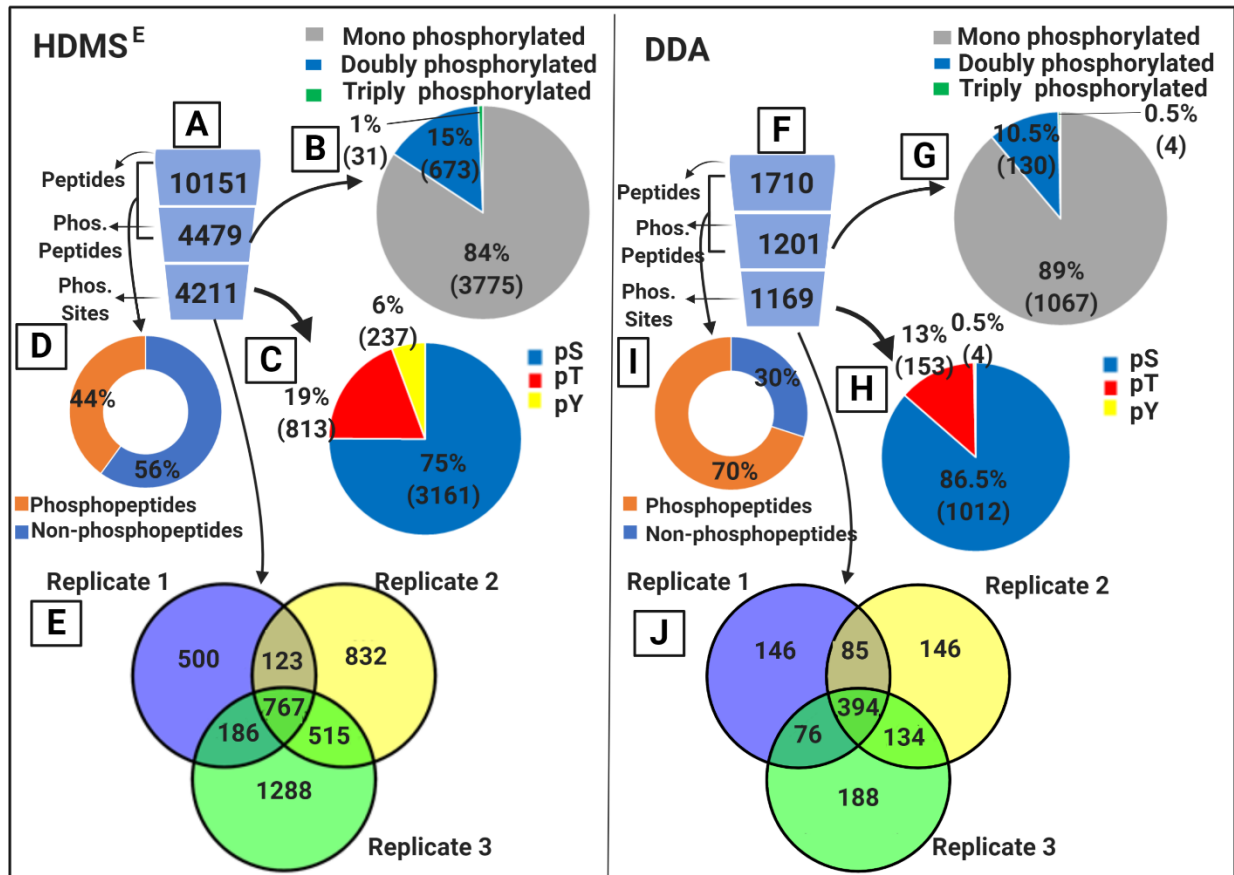 HDMS^E
Mono phosphorylated
Doubly phosphorylated
Triply phosphorylated
A
B
1%
(31)
15%
(673)
84%
(3775)
Peptides
10151
Phos.
Peptides
4479
Phos.
Sites
4211
D
44%
56%
Phosphopeptides
Non-phosphopeptides
C
6%
(237)
19%
(813)
75%
(3161)
pS
pT
pY
E
Replicate 1
Replicate 2
500
123
832
767
186
515
1288
Replicate 3
DDA
Mono phosphorylated
Doubly phosphorylated
Triply phosphorylated
F
G
10.5%
(130)
0.5%
(4)
89%
(1067)
Peptides
1710
Phos.
Peptides
1201
Phos.
Sites
1169
I
30%
70%
Phosphopeptides
Non-phosphopeptides
H
13%
(153)
0.5%
(4)
86.5%
(1012)
pS
pT
pY
J
Replicate 1
Replicate 2
146
85
146
394
76
134
188
Replicate 3